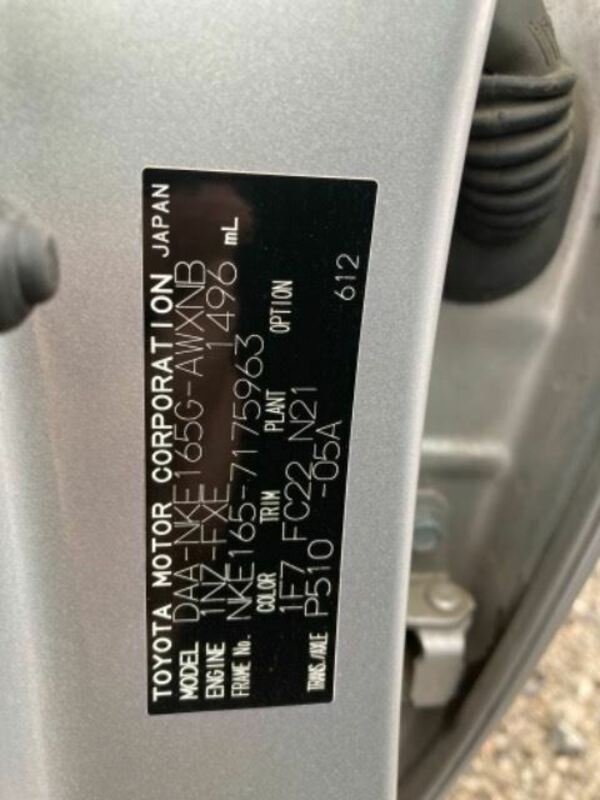 TOYOTA MOTOR CORPORATION JAPAN
MODEL DAA-NKE165G-AWXNB
ENGINE 1NZ-FXE 1496 mL
FRAME No. NKE165-7175963
COLOR TRIM PLANT OPTION
1F7 FC22 N21
TRANS./AXLE P510 -05A 612